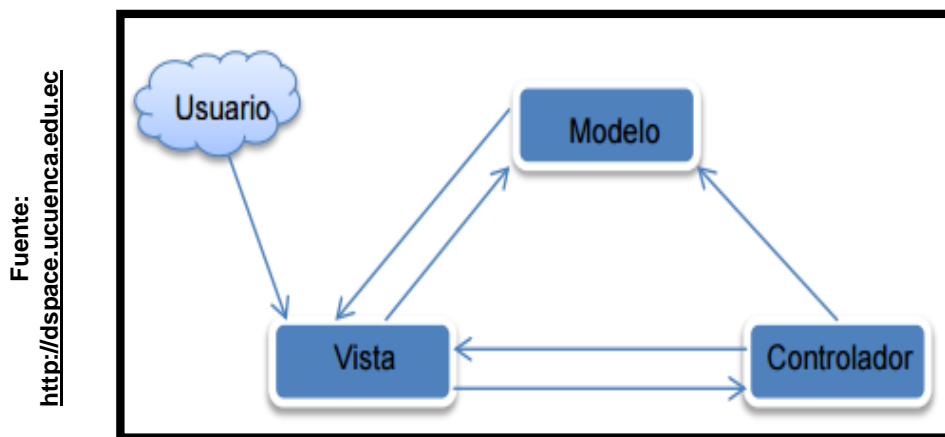 Fuente:
http://dspace.ucuenca.edu.ec
Usuario
Modelo
Vista
Controlador